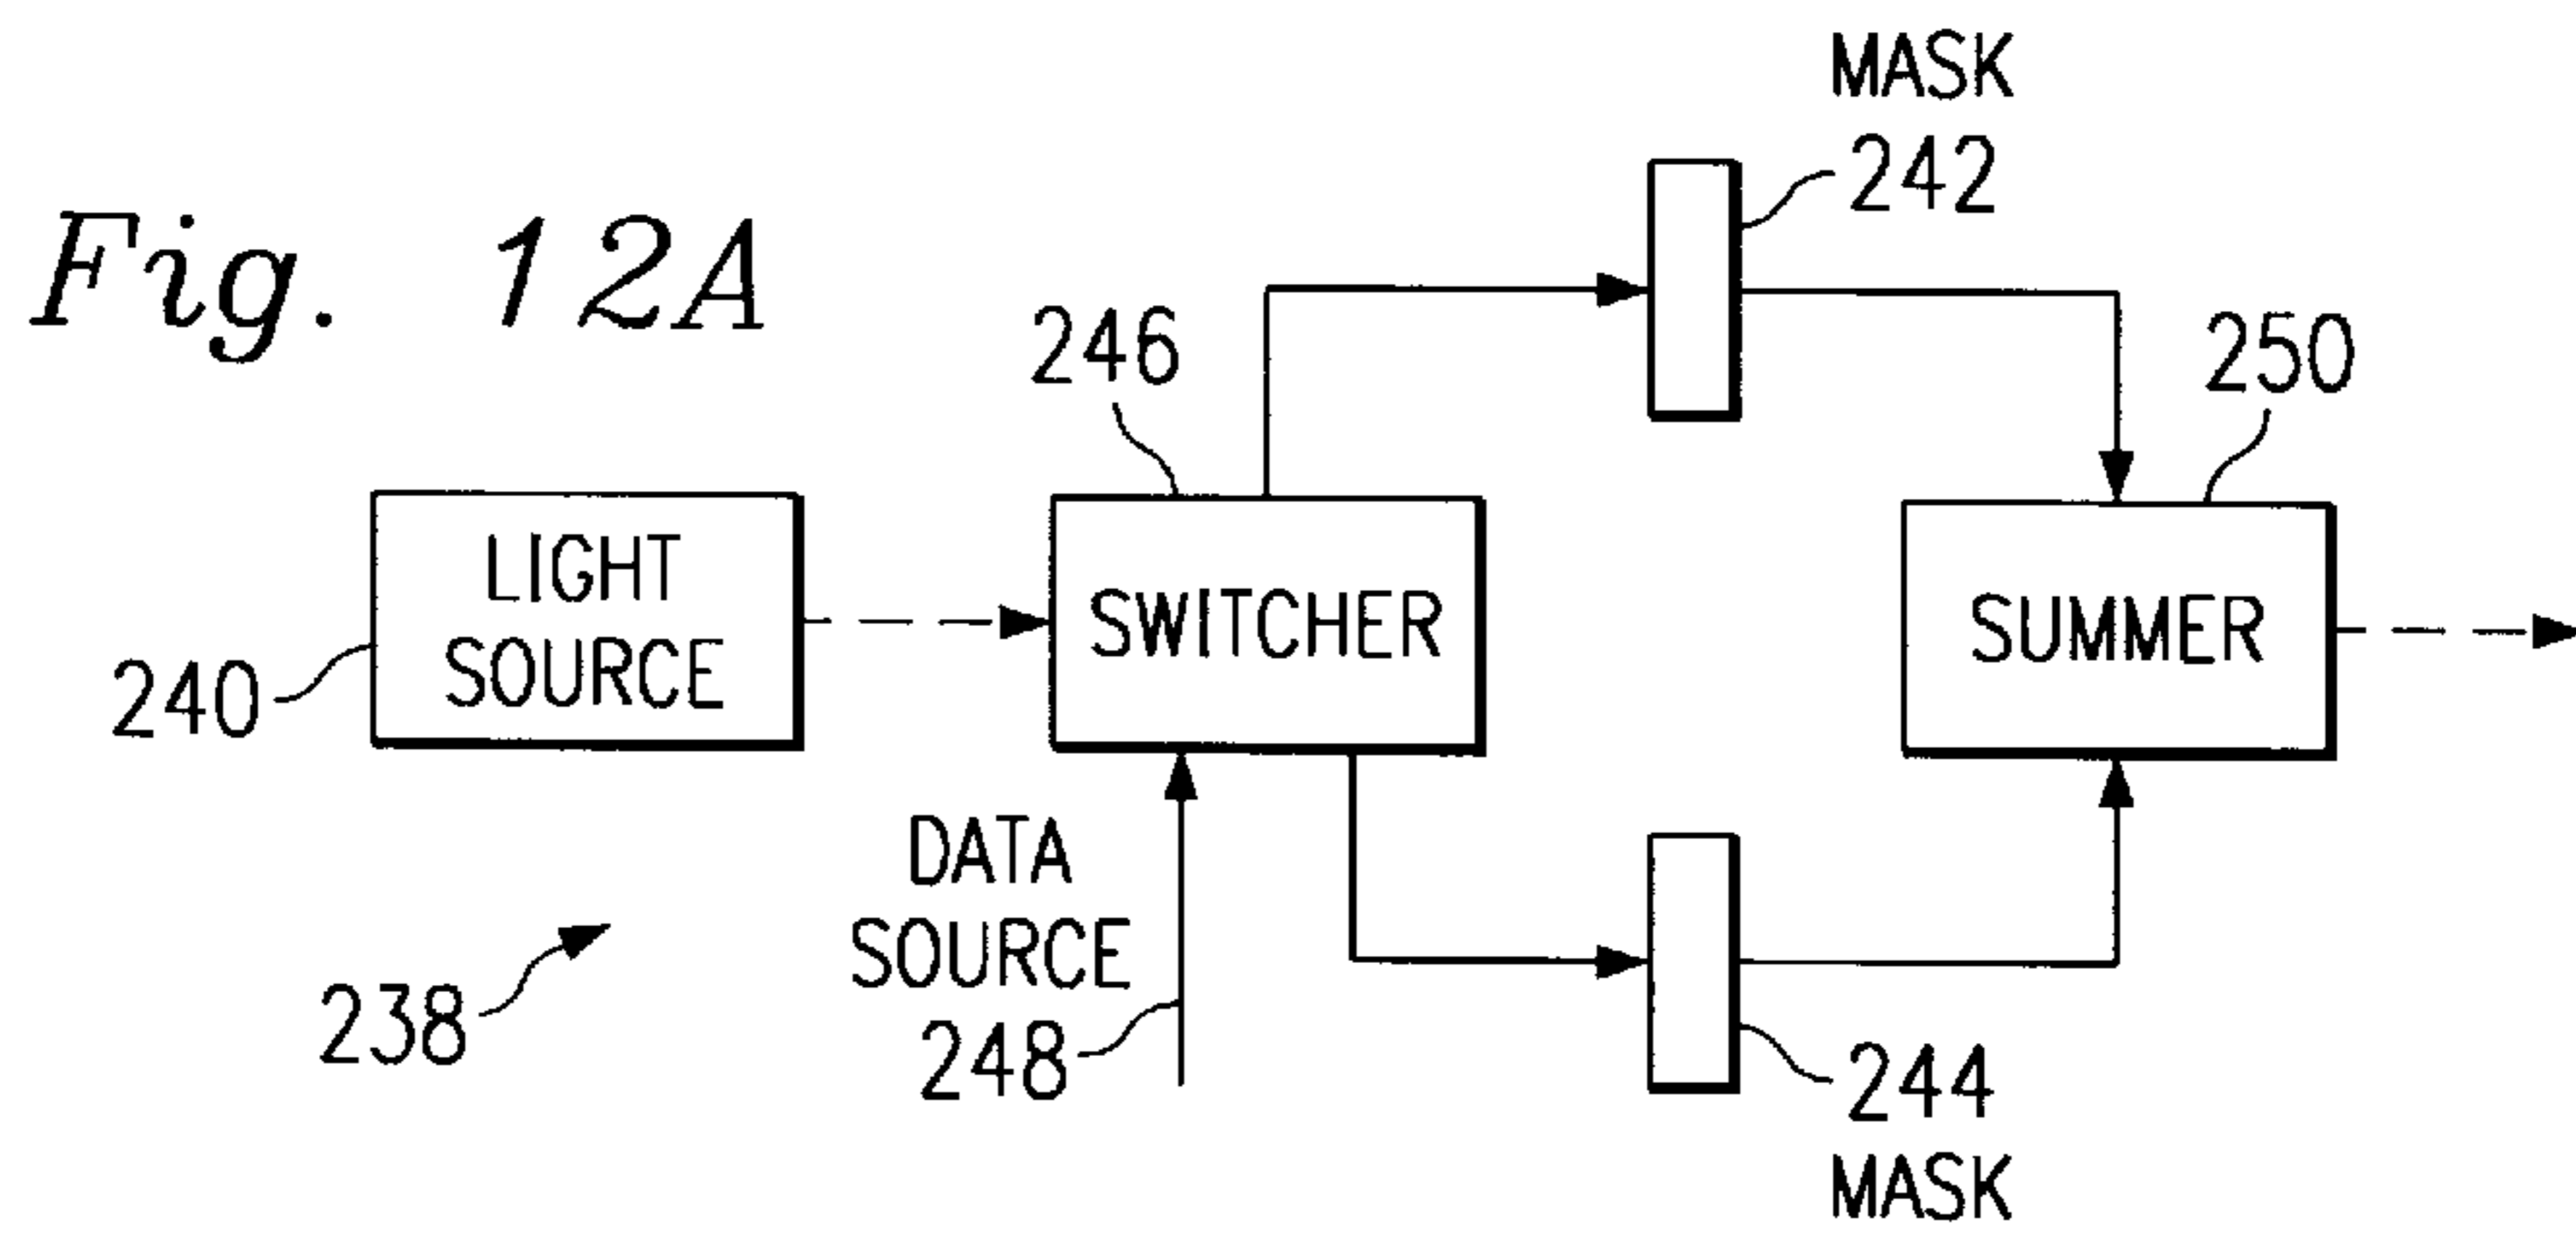 Fig. 12A
MASK
242
246
250
LIGHT
SOURCE
240
SWITCHER
SUMMER
DATA
SOURCE
248
238
244
MASK